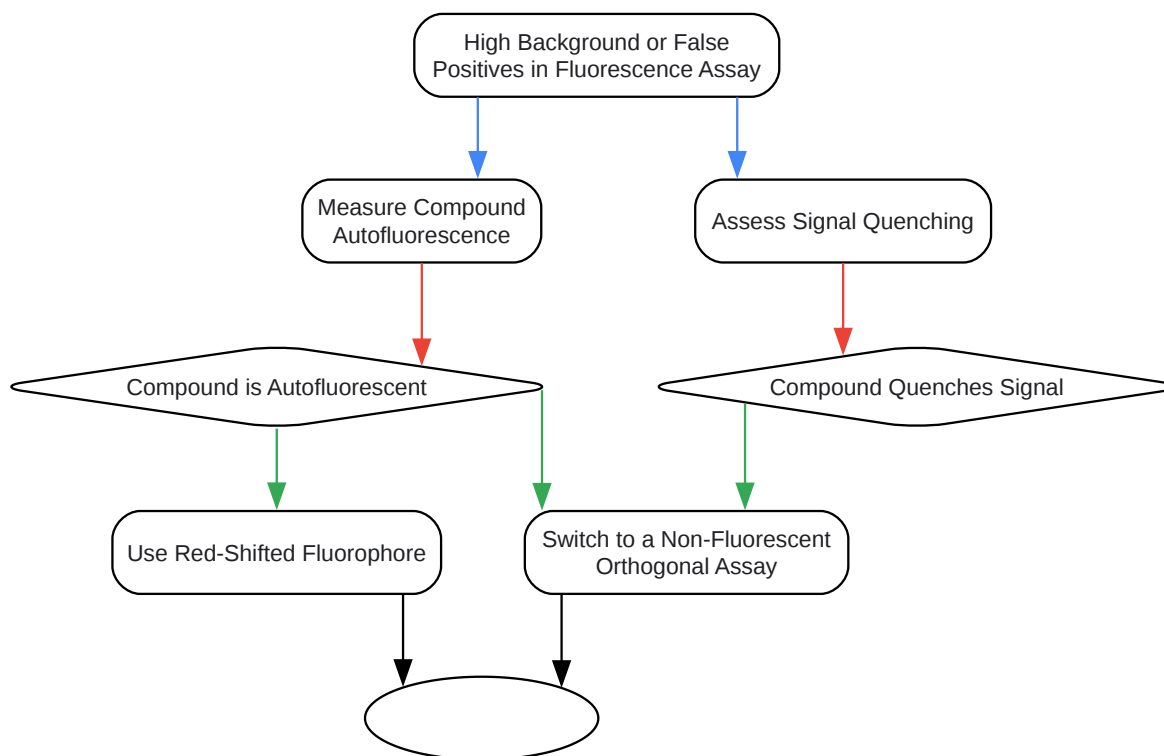 High Background or False
Positives in Fluorescence Assay
Measure Compound
Autofluorescence
Assess Signal Quenching
Compound is Autofluorescent
Compound Quenches Signal
Use Red-Shifted Fluorophore
Switch to a Non-Fluorescent
Orthogonal Assay